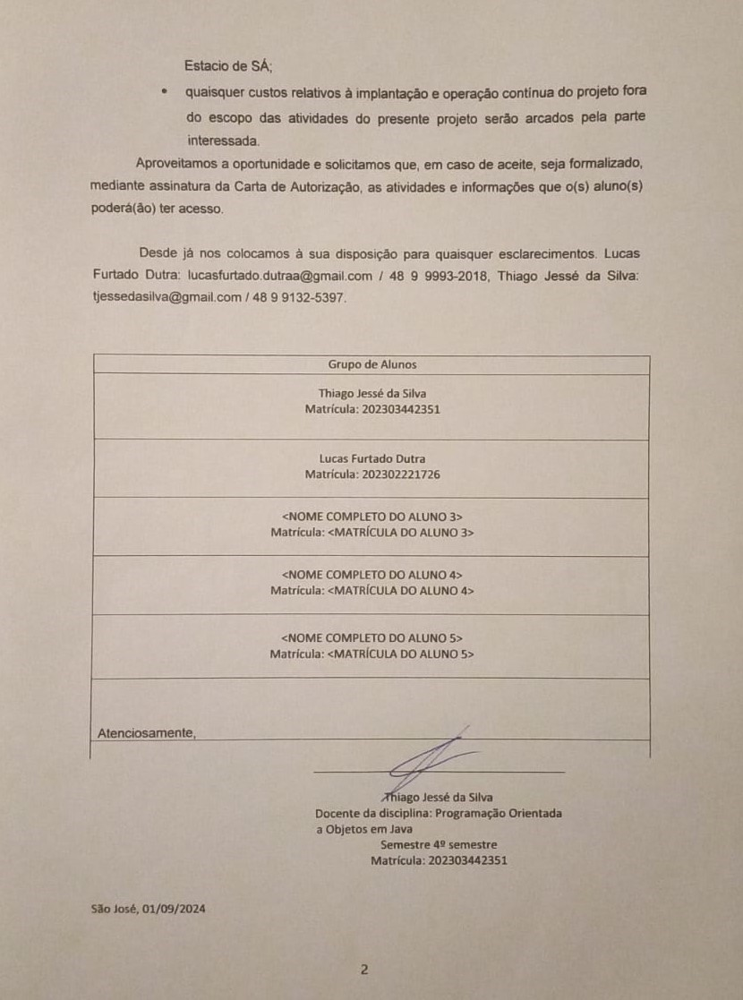 Estacio de SÁ;
• quaisquer custos relativos à implantação e operação contínua do projeto fora
do escopo das atividades do presente projeto serão arcados pela parte
interessada.
Aproveitamos a oportunidade e solicitamos que, em caso de aceite, seja formalizado,
mediante assinatura da Carta de Autorização, as atividades e informações que o(s) aluno(s)
poderá(ão) ter acesso.
Desde já nos colocamos à sua disposição para quaisquer esclarecimentos. Lucas
Furtado Dutra: lucasfurtado.dutraa@gmail.com / 48 9 9993-2018, Thiago Jessé da Silva:
tjessedasilva@gmail.com / 48 9 9132-5397.
Grupo de Alunos
Thiago Jessé da Silva
Matrícula: 202303442351
Lucas Furtado Dutra
Matrícula: 202302221726
<NOME COMPLETO DO ALUNO 3>
Matrícula: <MATRÍCULA DO ALUNO 3>
<NOME COMPLETO DO ALUNO 4>
Matrícula: <MATRÍCULA DO ALUNO 4>
<NOME COMPLETO DO ALUNO 5>
Matrícula: <MATRÍCULA DO ALUNO 5>
Atenciosamente,
Thiago Jessé da Silva
Docente da disciplina: Programação Orientada
a Objetos em Java
Semestre 4º semestre
Matrícula: 202303442351
São José, 01/09/2024
2